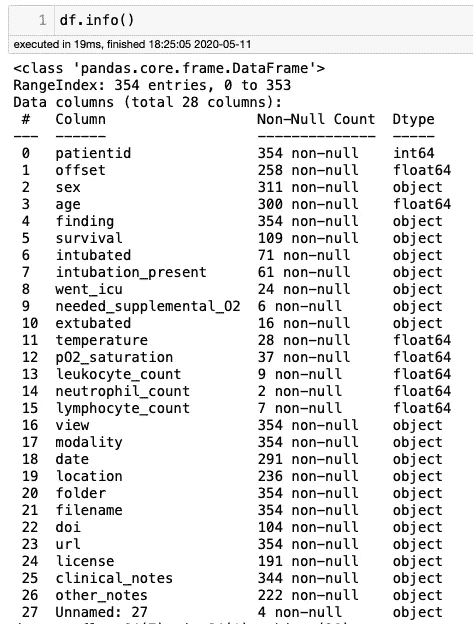 1 df.info()
executed in 19ms, finished 18:25:05 2020-05-11
<class 'pandas.core.frame.DataFrame'>
RangeIndex: 354 entries, 0 to 353
Data columns (total 28 columns):
# Column Non-Null Count Dtype
--- ------ -------------- -----
0 patientid 354 non-null int64
1 offset 258 non-null float64
2 sex 311 non-null object
3 age 300 non-null float64
4 finding 354 non-null object
5 survival 109 non-null object
6 intubated 71 non-null object
7 intubation_present 61 non-null object
8 went_icu 24 non-null object
9 needed_supplemental_O2 6 non-null object
10 extubated 16 non-null object
11 temperature 28 non-null float64
12 pO2_saturation 37 non-null float64
13 leukocyte_count 9 non-null float64
14 neutrophil_count 2 non-null float64
15 lymphocyte_count 7 non-null float64
16 view 354 non-null object
17 modality 354 non-null object
18 date 291 non-null object
19 location 236 non-null object
20 folder 354 non-null object
21 filename 354 non-null object
22 doi 104 non-null object
23 url 354 non-null object
24 license 191 non-null object
25 clinical_notes 344 non-null object
26 other_notes 222 non-null object
27 Unnamed: 27 4 non-null object